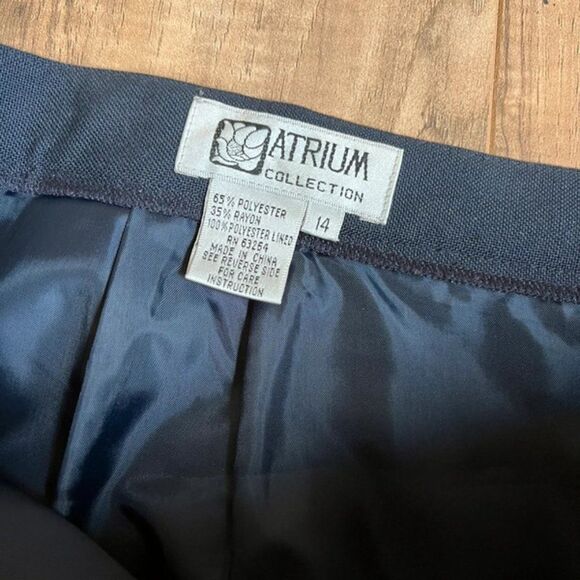 ATRIUM
COLLECTION
65% POLYESTER
35% RAYON
100% POLYESTER LINED
RN 63264
MADE IN CHINA
SEE REVERSE SIDE
FOR CARE
INSTRUCTION
14